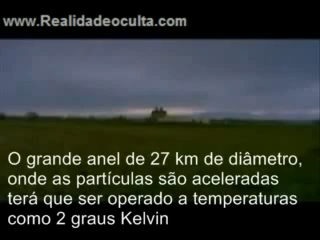 www.Realidadeoculta.com
O grande anel de 27 km de diâmetro,
onde as partículas são aceleradas
terá que ser operado a temperaturas
como 2 graus Kelvin